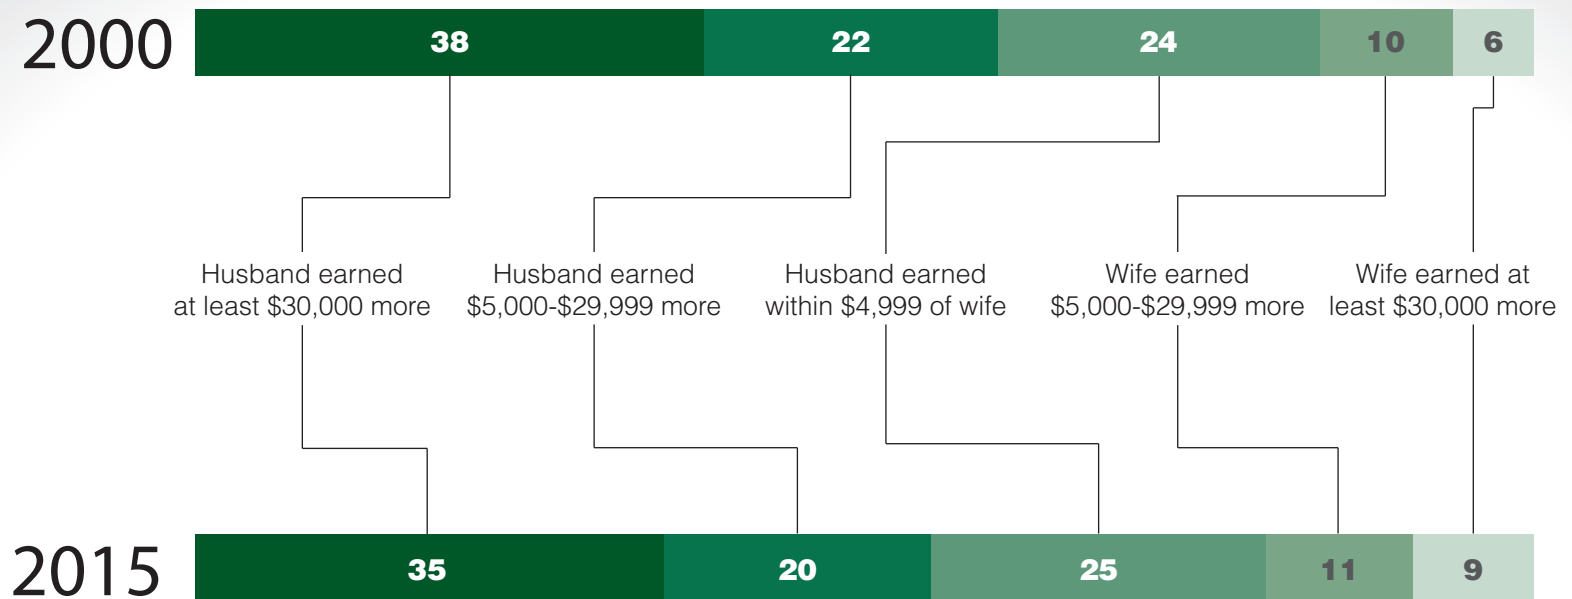 2000 38 22 24 10 6
Husband earned
at least $30,000 more
Husband earned
$5,000-$29,999 more
Husband earned
within $4,999 of wife
Wife earned
$5,000-$29,999 more
Wife earned at
least $30,000 more
2015 35 20 25 11 9